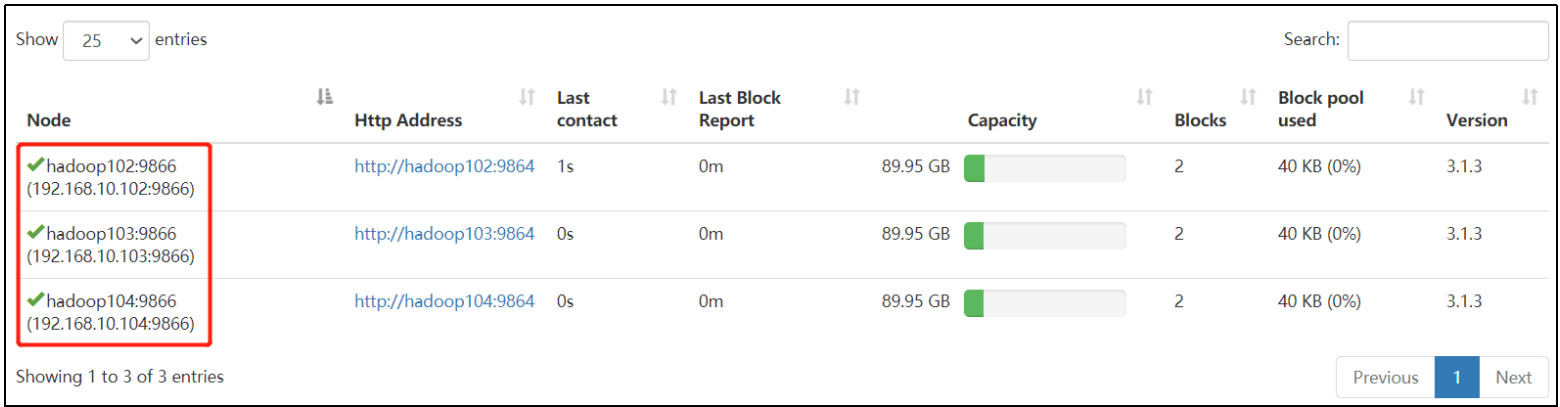 Show 25 entries Search:
Node Http Address Last contact Last Block Report Capacity Blocks Block pool used Version
hadoop102:9866 http://hadoop102:9864 1s 0m 89.95 GB 2 40 KB (0%) 3.1.3
(192.168.10.102:9866)
hadoop103:9866 http://hadoop103:9864 0s 0m 89.95 GB 2 40 KB (0%) 3.1.3
(192.168.10.103:9866)
hadoop104:9866 http://hadoop104:9864 0s 0m 89.95 GB 2 40 KB (0%) 3.1.3
(192.168.10.104:9866)
Showing 1 to 3 of 3 entries Previous 1 Next